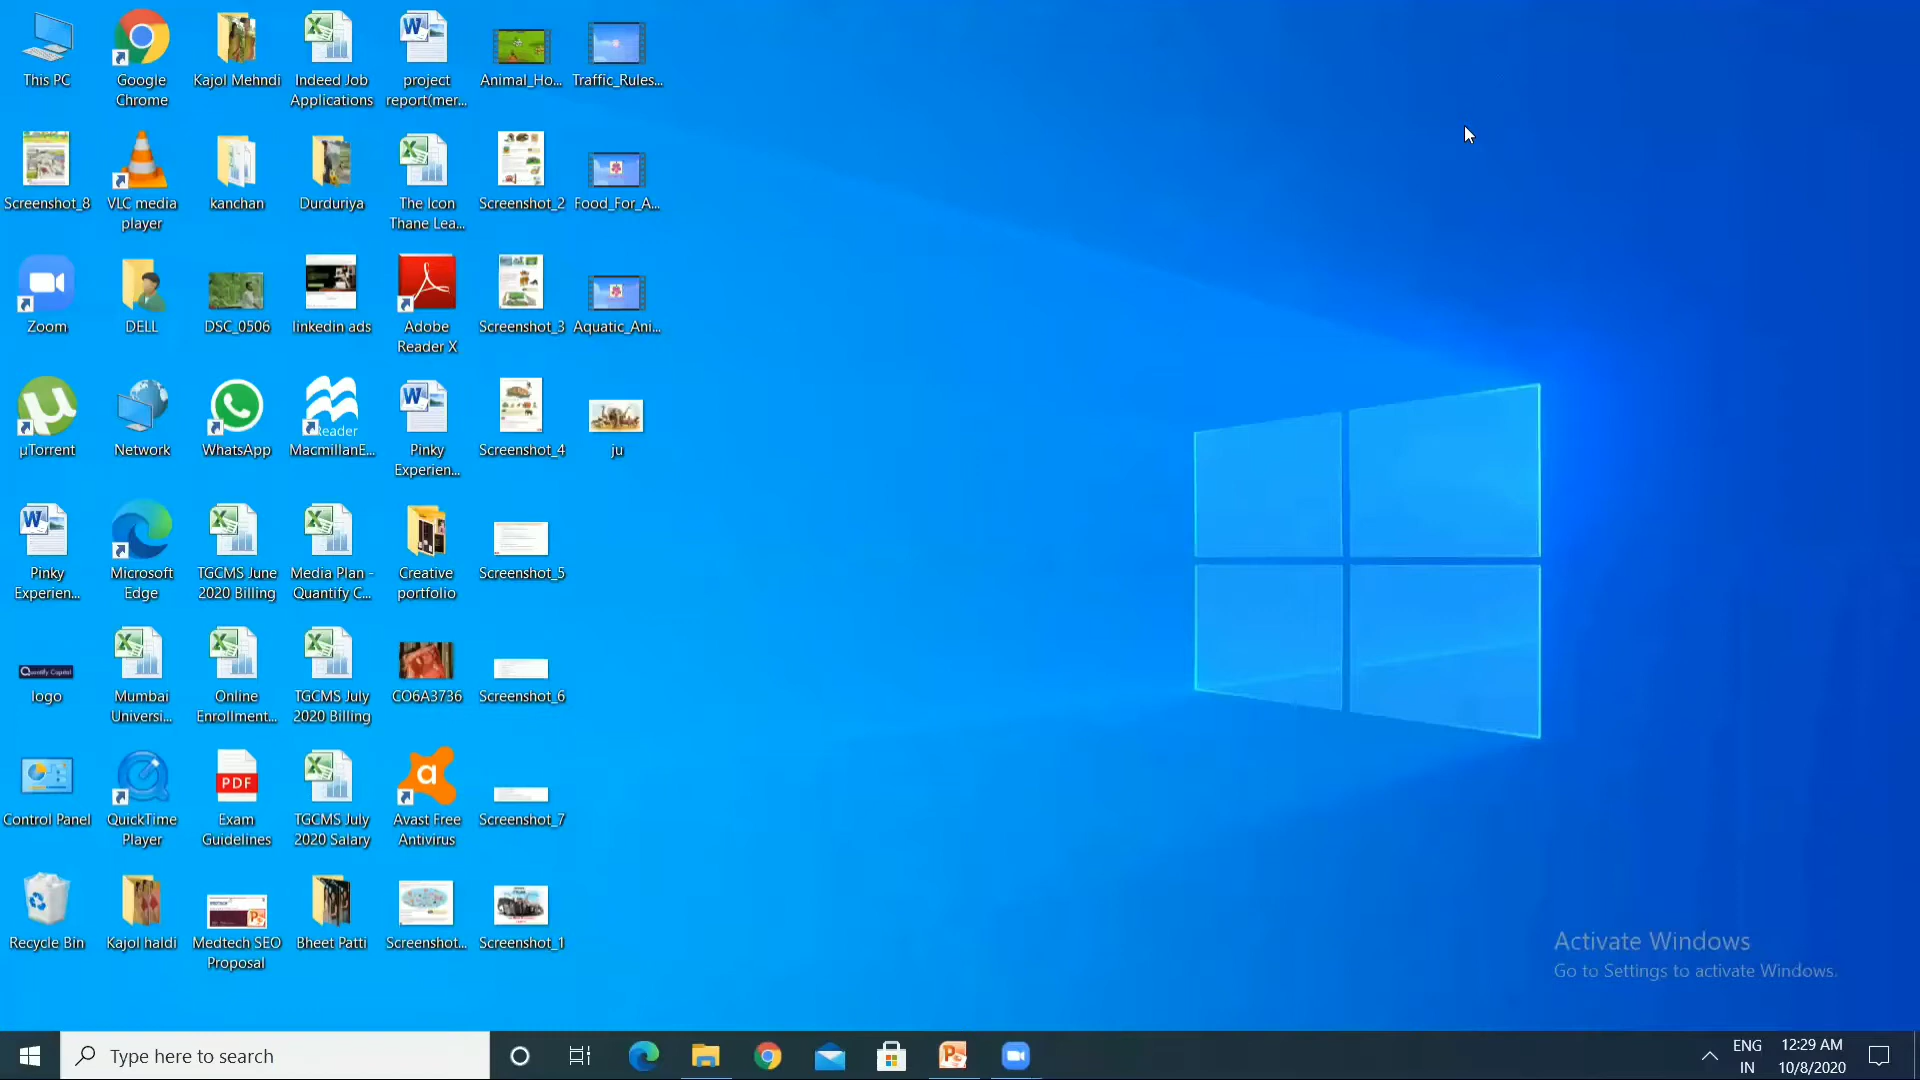 This PC
Google
Chrome
Kajol Mehndi
Indeed Job
Applications
project
report(mer...
Animal_Ho...
Traffic_Rules...
Screenshot_8
VLC media
player
kanchan
Durduriya
The Icon
Thane Lea...
Screenshot_2
Food_For_A...
Zoom
DELL
DSC_0506
linkedin ads
Adobe
Reader X
Screenshot_3
Aquatic_Ani...
µTorrent
Network
WhatsApp
Reader
MacmillanE...
Pinky
Experien...
Screenshot_4
ju
Pinky
Experien...
Microsoft
Edge
TGCMS June
2020 Billing
Media Plan -
Quantify C...
Creative
portfolio
Screenshot_5
Quantify Capital
logo
Mumbai
Universi...
Online
Enrollment...
TGCMS July
2020 Billing
CO6A3736
Screenshot_6
Control Panel
QuickTime
Player
PDF
Exam
Guidelines
TGCMS July
2020 Salary
Avast Free
Antivirus
Screenshot_7
Recycle Bin
Kajol haldi
Medtech SEO
Proposal
Bheet Patti
Screenshot...
Screenshot_1
Activate Windows
Go to Settings to activate Windows.
Type here to search
ENG
IN
12:29 AM
10/8/2020